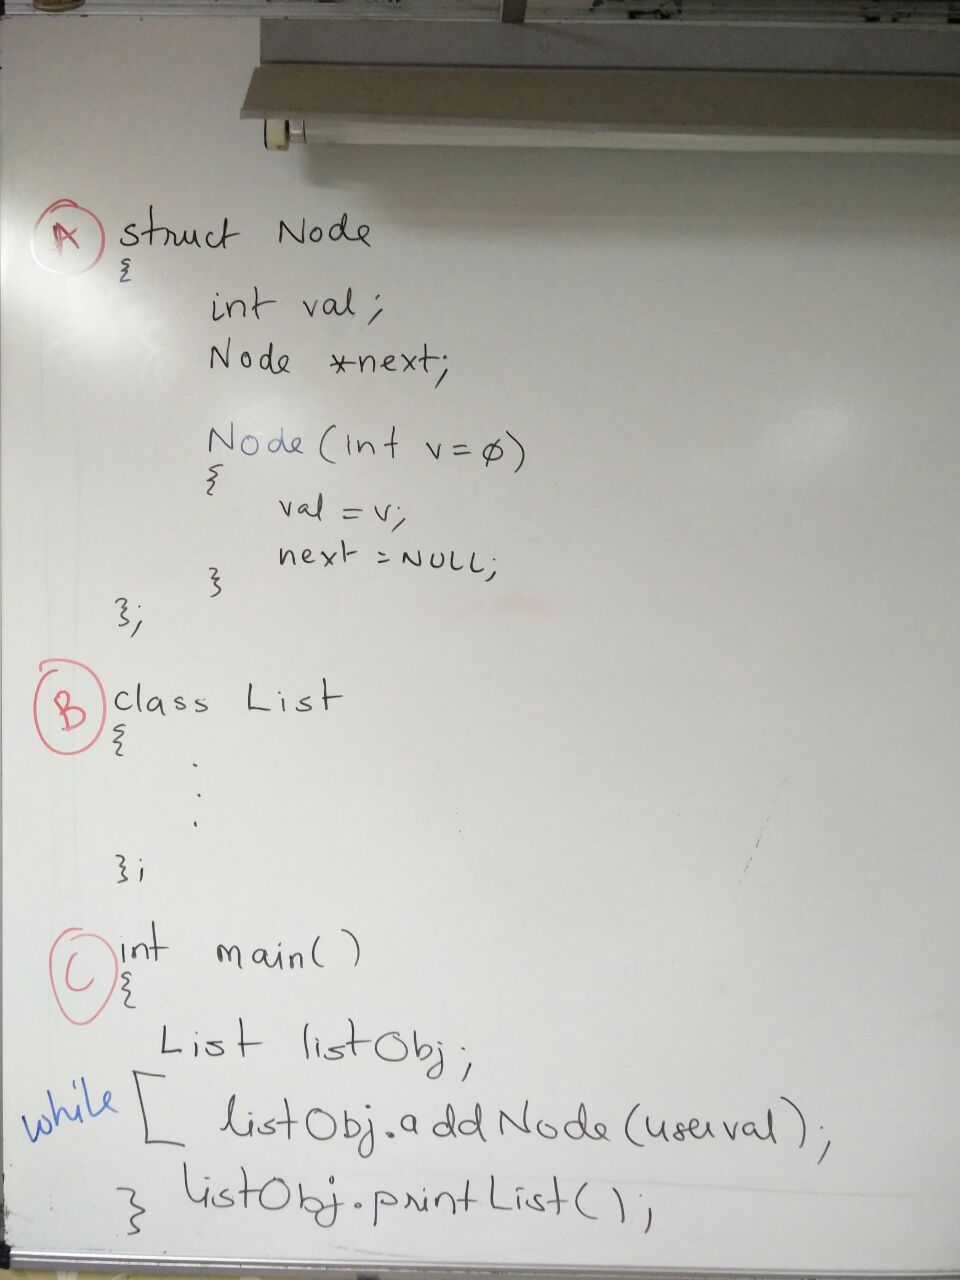 A struct Node
{
int val;
Node *next;
Node(int v=ø)
{
val = v;
next = NULL;
}
};
B class List
{
.
.
.
};
C int main()
{
List listObj;
while [ listObj.addNode(userval);
listObj.printList();
}